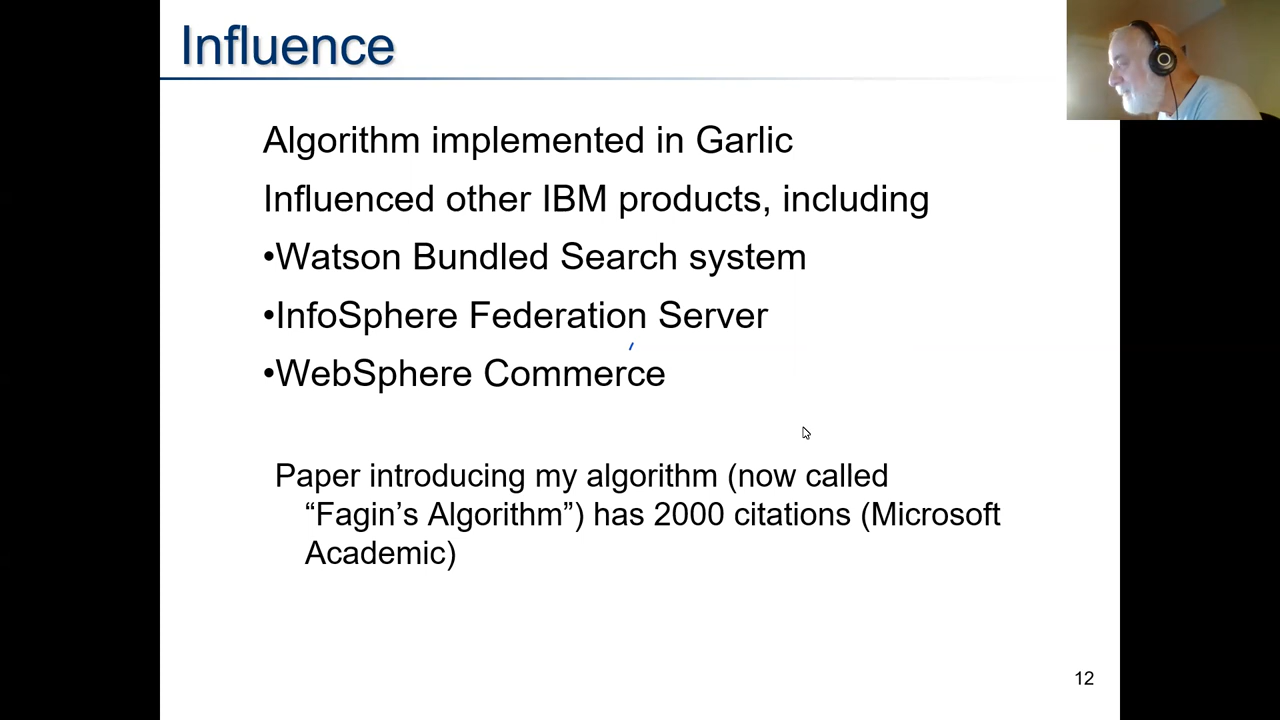 Influence
Algorithm implemented in Garlic
Influenced other IBM products, including
•Watson Bundled Search system
•InfoSphere Federation Server
•WebSphere Commerce
Paper introducing my algorithm (now called
“Fagin’s Algorithm”) has 2000 citations (Microsoft
Academic)
12